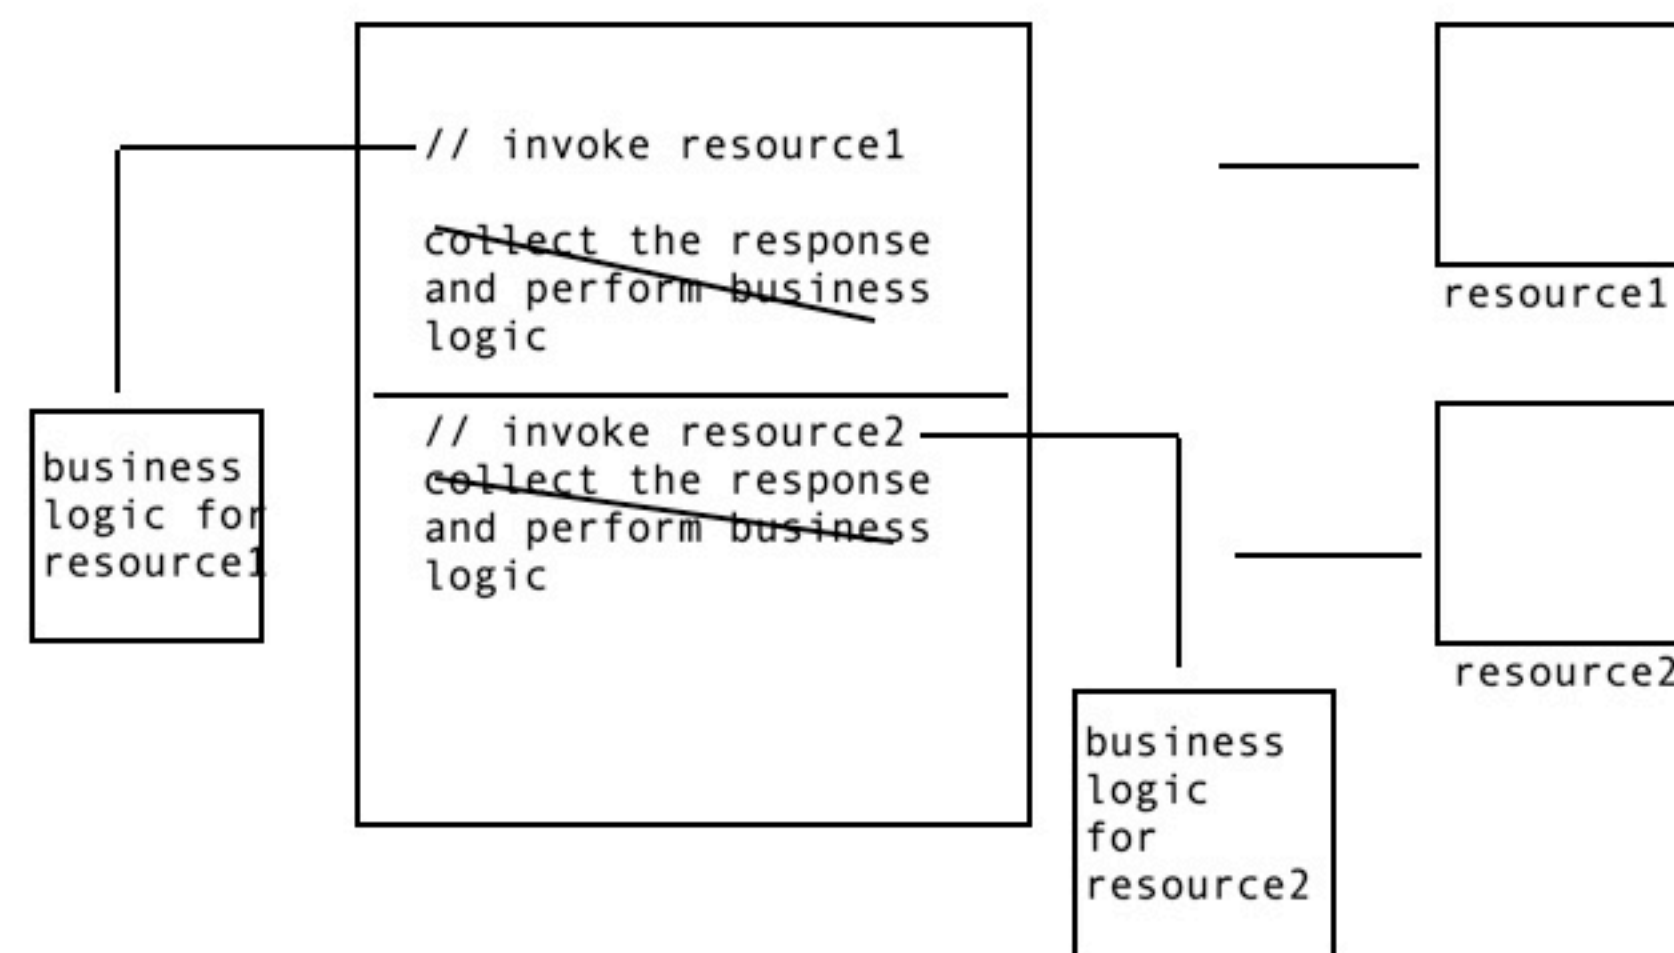 // invoke resource1
collect the response
and perform business
logic
// invoke resource2
collect the response
and perform business
logic
business
logic for
resource1
business
logic
for
resource2
resource1
resource2